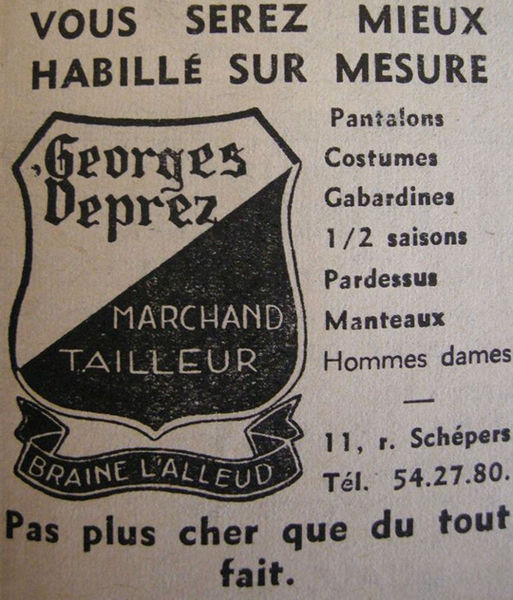 VOUS SEREZ MIEUX
HABILLÉ SUR MESURE
Georges
Deprez
MARCHAND
TAILLEUR
BRAINE L'ALLEUD
Pantalons
Costumes
Gabardines
1/2 saisons
Pardessus
Manteaux
Hommes dames
—
11, r. Schépers
Tél. 54.27.80.
Pas plus cher que du tout
fait.